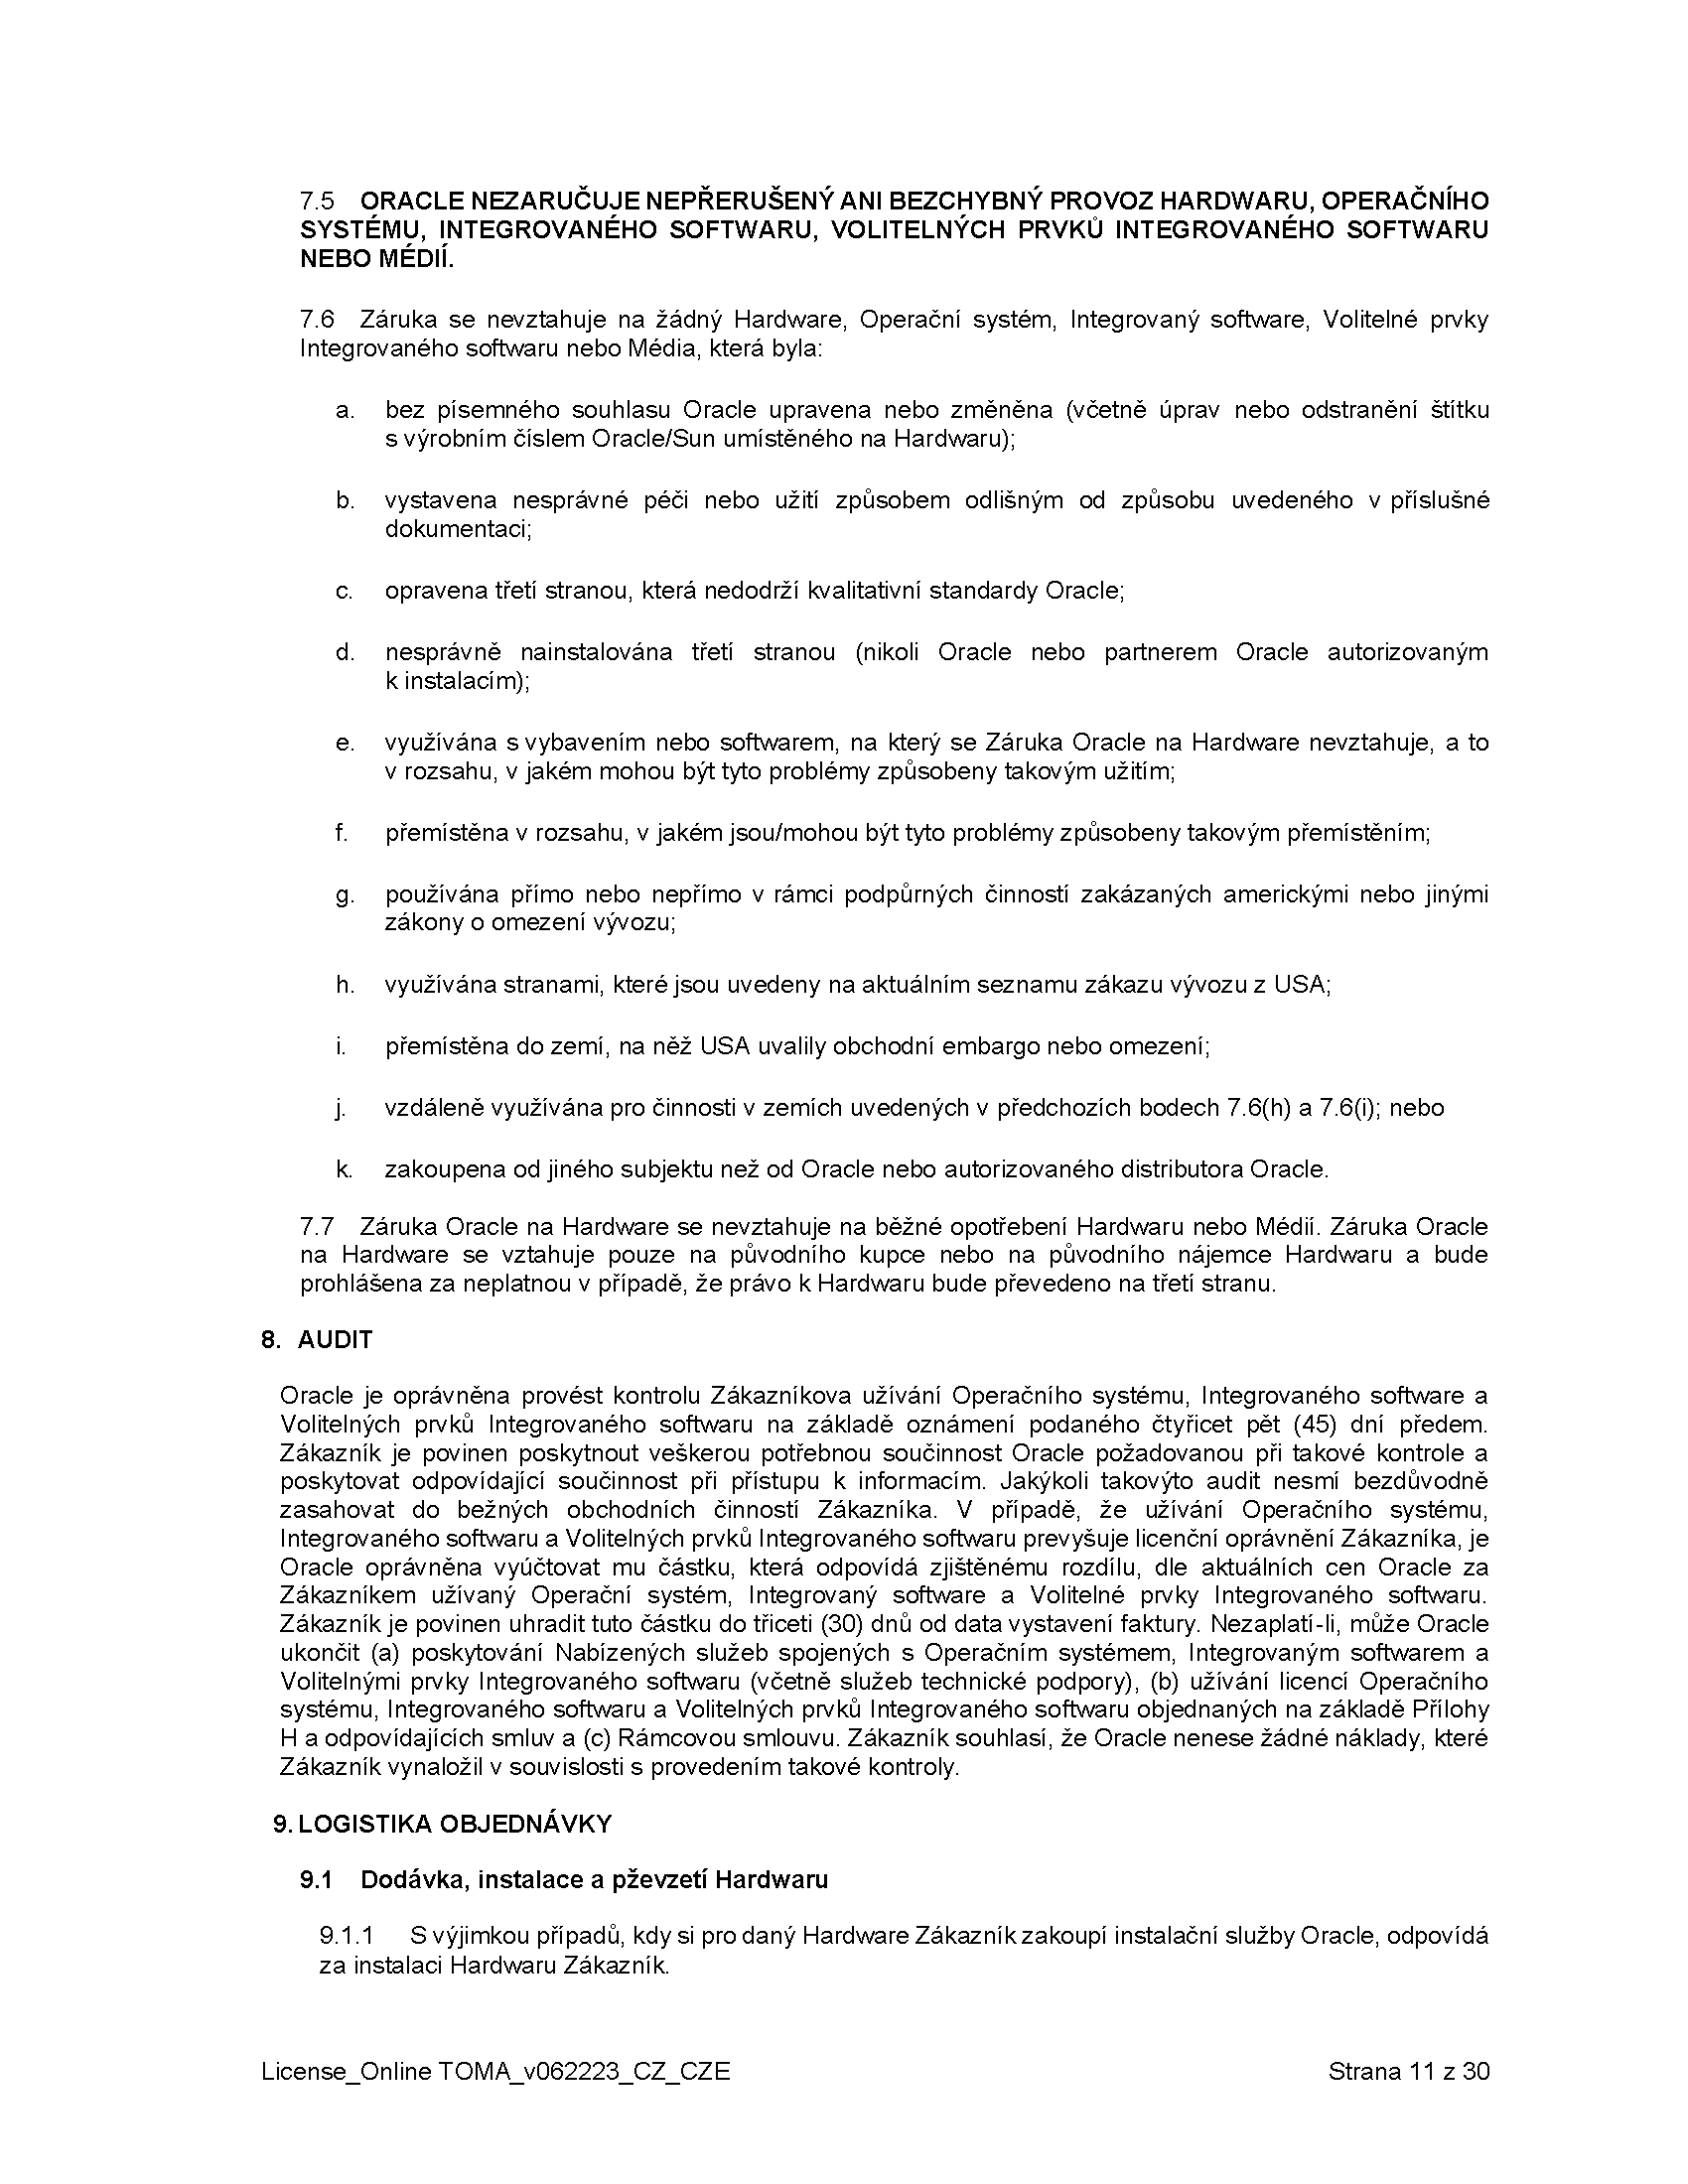 7.5 ORACLE NEZARUČUJE NEPŘERUŠENÝ ANI BEZCHYBNÝ PROVOZ HARDWARU, OPERAČNÍHO
SYSTÉMU, INTEGROVANÉHO SOFTWARU, VOLITELNÝCH PRVKŮ INTEGROVANÉHO SOFTWARU
NEBO MÉDIÍ.
7.6 Záruka se nevztahuje na žádný Hardware, Operační systém, Integrovaný software, Volitelné prvky
Integrovaného softwaru nebo Média, která byla:
a. bez písemného souhlasu Oracle upravena nebo změněna (včetně úprav nebo odstranění štítku
s výrobním číslem Oracle/Sun umístěného na Hardwaru);
b. vystavena nesprávné péči nebo užití způsobem odlišným od způsobu uvedeného v příslušné
dokumentaci;
c. opravena třetí stranou, která nedodrží kvalitativní standardy Oracle;
d. nesprávně nainstalována třetí stranou (nikoli Oracle nebo partnerem Oracle autorizovaným
k instalacím);
e. využívána s vybavením nebo softwarem, na který se Záruka Oracle na Hardware nevztahuje, a to
v rozsahu, v jakém mohou být tyto problémy způsobeny takovým užitím;
f. přemístěna v rozsahu, v jakém jsou/mohou být tyto problémy způsobeny takovým přemístěním;
g. používána přímo nebo nepřímo v rámci podpůrných činností zakázaných americkými nebo jinými
zákony o omezení vývozu;
h. využívána stranami, které jsou uvedeny na aktuálním seznamu zákazu vývozu z USA;
i. přemístěna do zemí, na něž USA uvalily obchodní embargo nebo omezení;
j. vzdáleně využívána pro činnosti v zemích uvedených v předchozích bodech 7.6(h) a 7.6(i); nebo
k. zakoupena od jiného subjektu než od Oracle nebo autorizovaného distributora Oracle.
7.7 Záruka Oracle na Hardware se nevztahuje na běžné opotřebení Hardwaru nebo Médií. Záruka Oracle
na Hardware se vztahuje pouze na původního kupce nebo na původního nájemce Hardwaru a bude
prohlášena za neplatnou v případě, že právo k Hardwaru bude převedeno na třetí stranu.
8. AUDIT
Oracle je oprávněna provést kontrolu Zákazníkova užívání Operačního systému, Integrovaného software a
Volitelných prvků Integrovaného softwaru na základě oznámení podaného čtyřicet pět (45) dní předem.
Zákazník je povinen poskytnout veškerou potřebnou součinnost Oracle požadovanou při takové kontrole a
poskytovat odpovídající součinnost při přístupu k informacím. Jakýkoli takovýto audit nesmí bezdůvodně
zasahovat do bežných obchodních činností Zákazníka. V případě, že užívání Operačního systému,
Integrovaného softwaru a Volitelných prvků Integrovaného softwaru prevyšuje licenční oprávnění Zákazníka, je
Oracle oprávněna vyúčtovat mu částku, která odpovídá zjištěnému rozdílu, dle aktuálních cen Oracle za
Zákazníkem užívaný Operační systém, Integrovaný software a Volitelné prvky Integrovaného softwaru.
Zákazník je povinen uhradit tuto částku do třiceti (30) dnů od data vystavení faktury. Nezaplatí-li, může Oracle
ukončit (a) poskytování Nabízených služeb spojených s Operačním systémem, Integrovaným softwarem a
Volitelnými prvky Integrovaného softwaru (včetně služeb technické podpory), (b) užívání licencí Operačního
systému, Integrovaného softwaru a Volitelných prvků Integrovaného softwaru objednaných na základě Přílohy
H a odpovídajících smluv a (c) Rámcovou smlouvu. Zákazník souhlasí, že Oracle nenese žádné náklady, které
Zákazník vynaložil v souvislosti s provedením takové kontroly.
9. LOGISTIKA OBJEDNÁVKY
9.1 Dodávka, instalace a pževzetí Hardwaru
9.1.1 S výjimkou případů, kdy si pro daný Hardware Zákazník zakoupí instalační služby Oracle, odpovídá
za instalaci Hardwaru Zákazník.
License_Online TOMA_v062223_CZ_CZE Strana 11 z 30